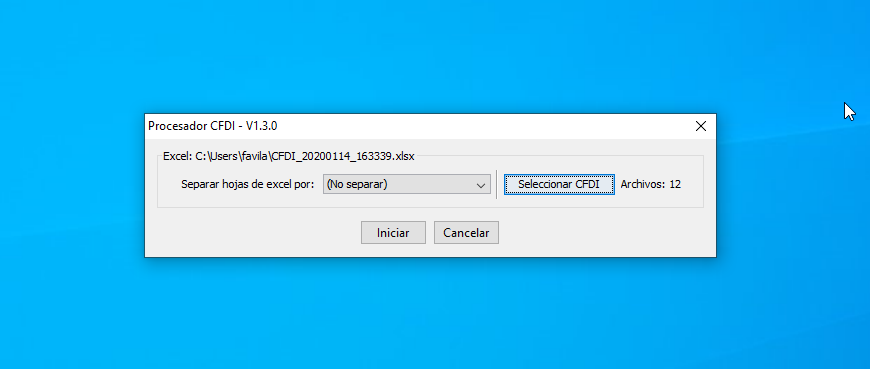 Procesador CFDI - V1.3.0
Excel: C:\Users\favila\CFDI_20200114_163339.xlsx
Separar hojas de excel por: (No separar) Seleccionar CFDI Archivos: 12
Iniciar Cancelar